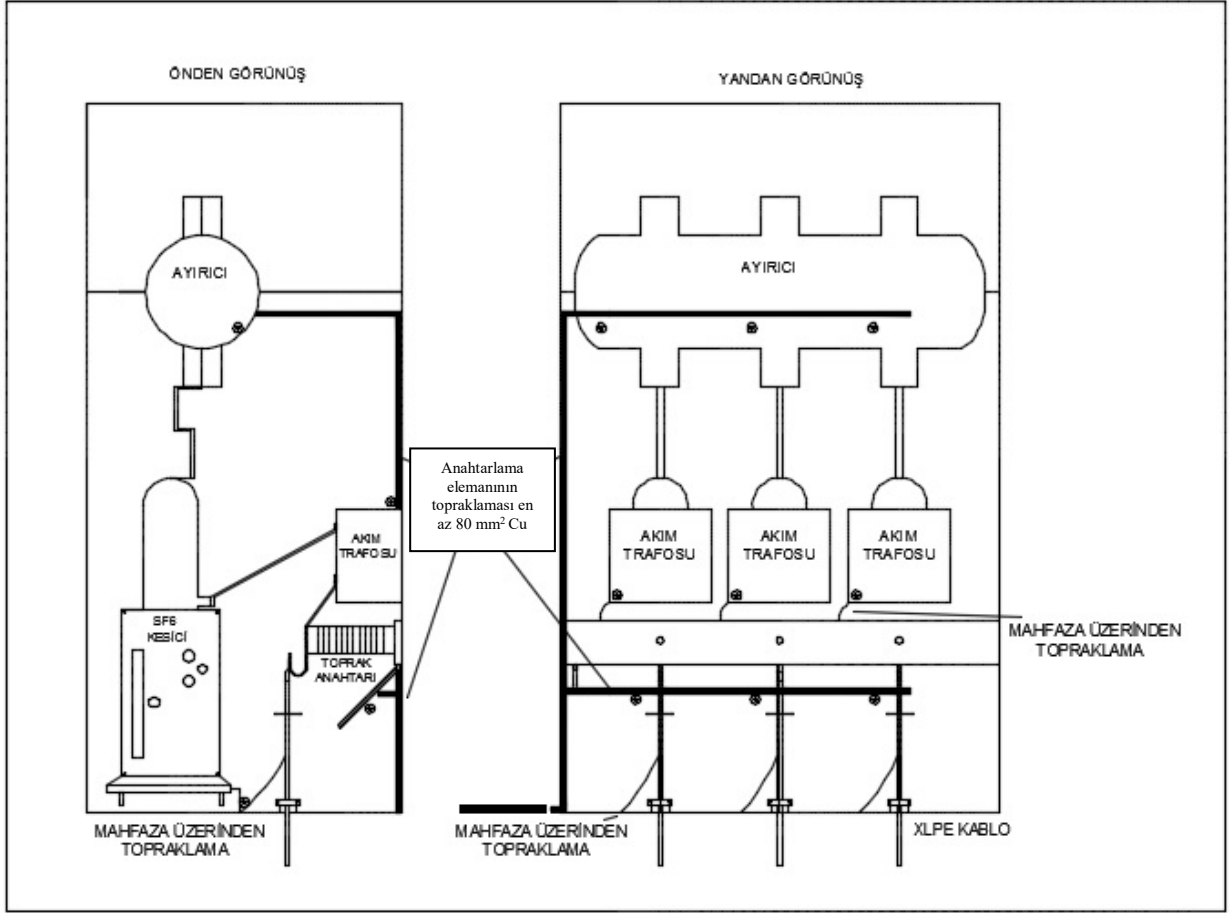 ÖNDEN GÖRÜNÜŞ
AYIRICI
AKIM
TRAFOSU
SF6
KESİCİ
TOPRAK
ANAHTARI
MAHFAZA ÜZERİNDEN
TOPRAKLAMA
Anahtarlama
elemanının
topraklaması en
az 80 mm² Cu
YANDAN GÖRÜNÜŞ
AYIRICI
AKIM
TRAFOSU
AKIM
TRAFOSU
AKIM
TRAFOSU
MAHFAZA ÜZERİNDEN
TOPRAKLAMA
MAHFAZA ÜZERİNDEN
TOPRAKLAMA
XLPE KABLO